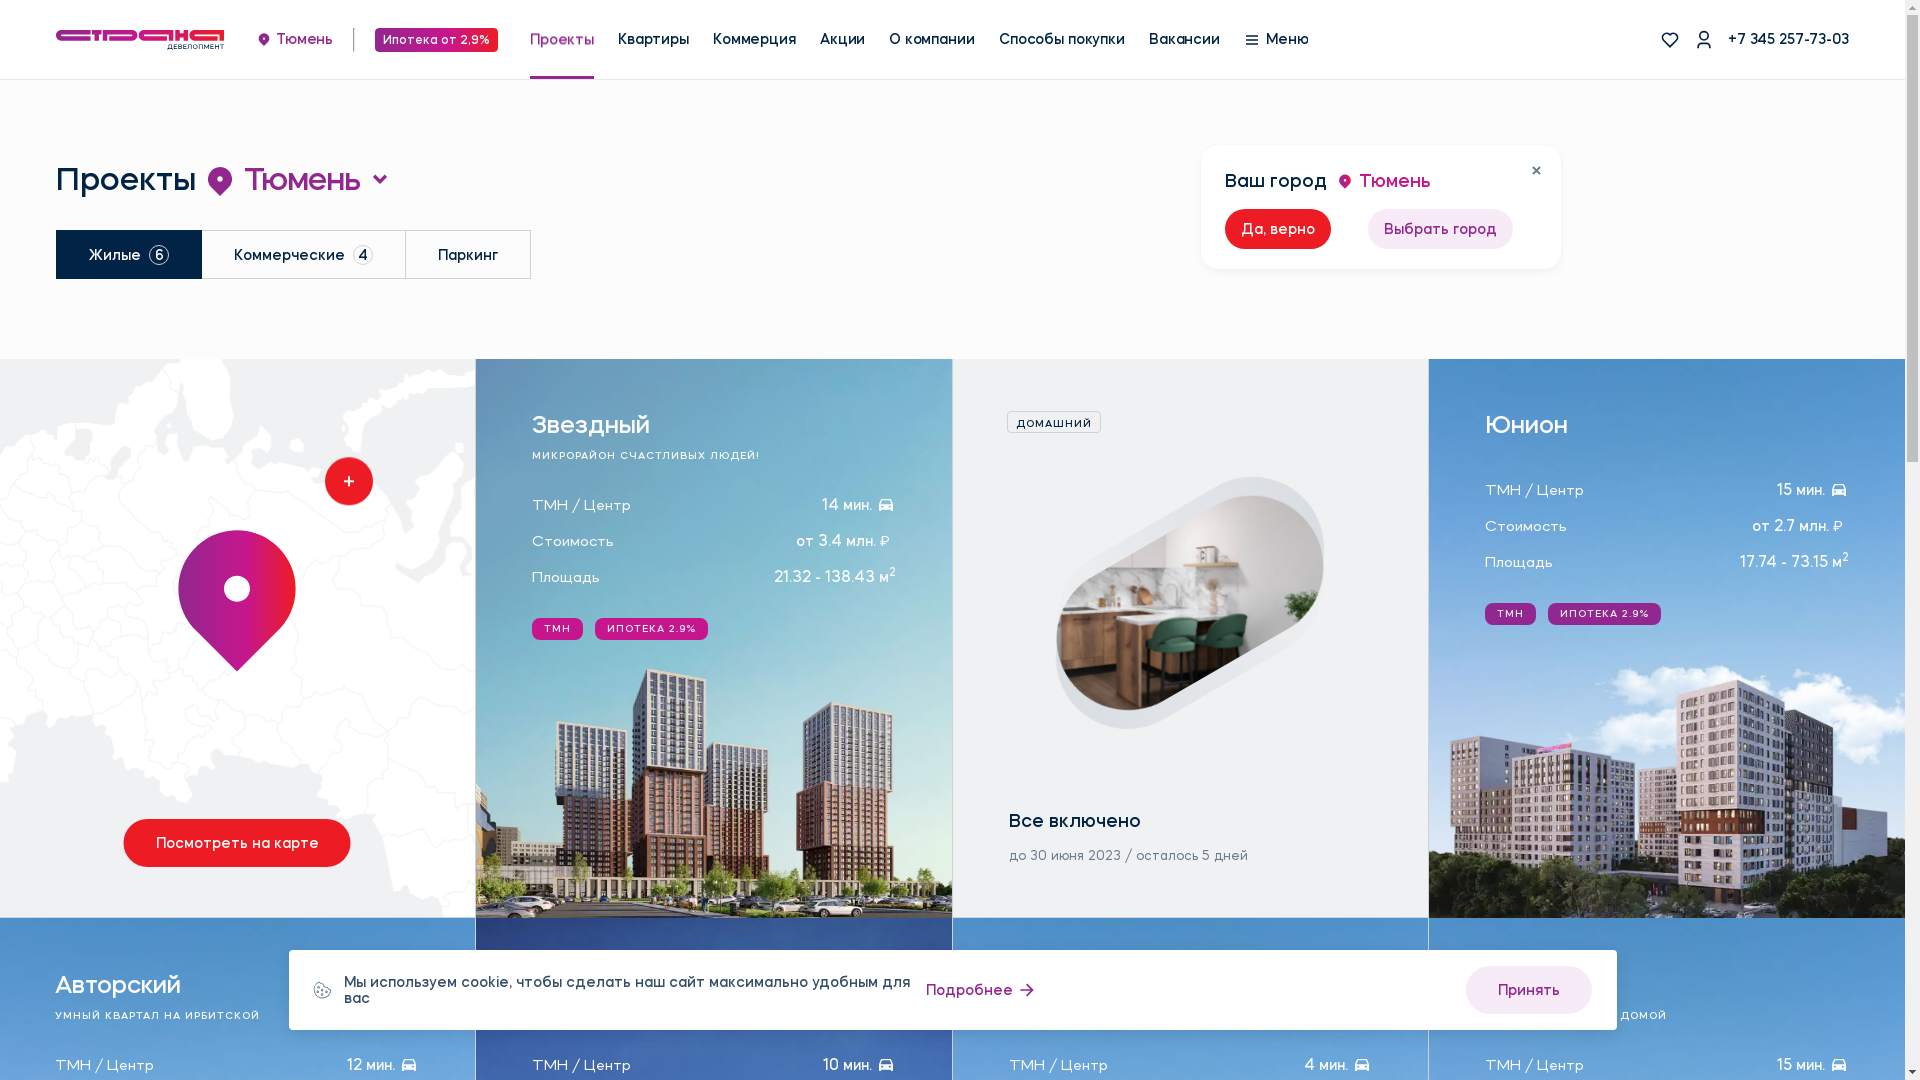 страна
ДЕВЕЛОПМЕНТ
Тюмень
Ипотека от 2,9%
Проекты
Квартиры
Коммерция
Акции
О компании
Способы покупки
Вакансии
Меню
+7 345 257-73-03
Проекты Тюмень
Ваш город Тюмень
Да, верно
Выбрать город
Жилые 6
Коммерческие 4
Паркинг
Посмотреть на карте
Звездный
МИКРОРАЙОН СЧАСТЛИВЫХ ЛЮДЕЙ!
ТМН / Центр 14 мин.
Стоимость от 3.4 млн. ₽
Площадь 21.32 - 138.43 м2
ТМН ИПОТЕКА 2.9%
ДОМАШНИЙ
Все включено
до 30 июня 2023 / осталось 5 дней
Юнион
ТМН / Центр 15 мин.
Стоимость от 2.7 млн. ₽
Площадь 17.74 - 73.15 м2
ТМН ИПОТЕКА 2.9%
Авторский
УМНЫЙ КВАРТАЛ НА ИРБИТСКОЙ
ТМН / Центр 12 мин.
ТМН / Центр 10 мин.
ТМН / Центр 4 мин.
ДОМОЙ
ТМН / Центр 15 мин.
Мы используем cookie, чтобы сделать наш сайт максимально удобным для
вас
Подробнее
Принять